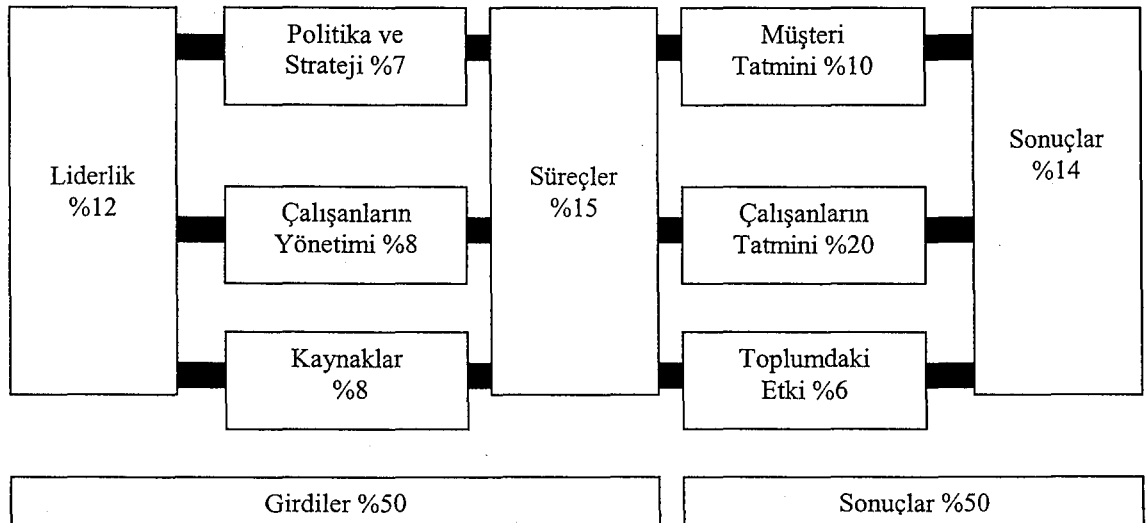 Liderlik
%12
Politika ve
Strateji %7
Çalışanların
Yönetimi %8
Kaynaklar
%8
Süreçler
%15
Müşteri
Tatmini %10
Çalışanların
Tatmini %20
Toplumdaki
Etki %6
Sonuçlar
%14
Girdiler %50
Sonuçlar %50